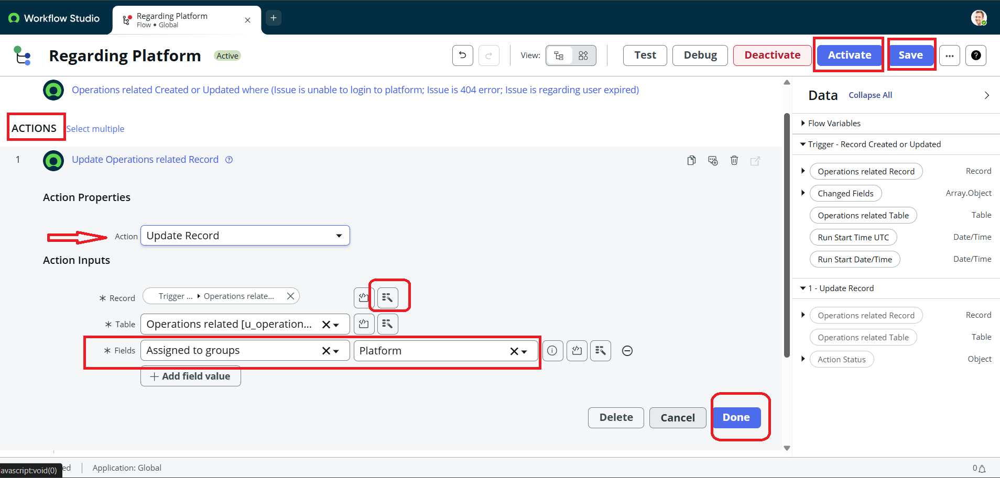 Workflow Studio
Regarding Platform
Flow • Global
Regarding Platform
Active
View:
Test
Debug
Deactivate
Activate
Save
Operations related Created or Updated where (Issue is unable to login to platform; Issue is 404 error; Issue is regarding user expired)
ACTIONS
Select multiple
1
Update Operations related Record
Action Properties
Action
Update Record
Action Inputs
* Record
Trigger ... ▸ Operations relate...
* Table
Operations related [u_operation...
* Fields
Assigned to groups
Platform
+ Add field value
Delete
Cancel
Done
Data
Collapse All
Flow Variables
Trigger - Record Created or Updated
Operations related Record
Record
Changed Fields
Array.Object
Operations related Table
Table
Run Start Time UTC
Date/Time
Run Start Date/Time
Date/Time
1 - Update Record
Operations related Record
Record
Operations related Table
Table
Action Status
Object
avascript:void(0)
ed
Application: Global
0